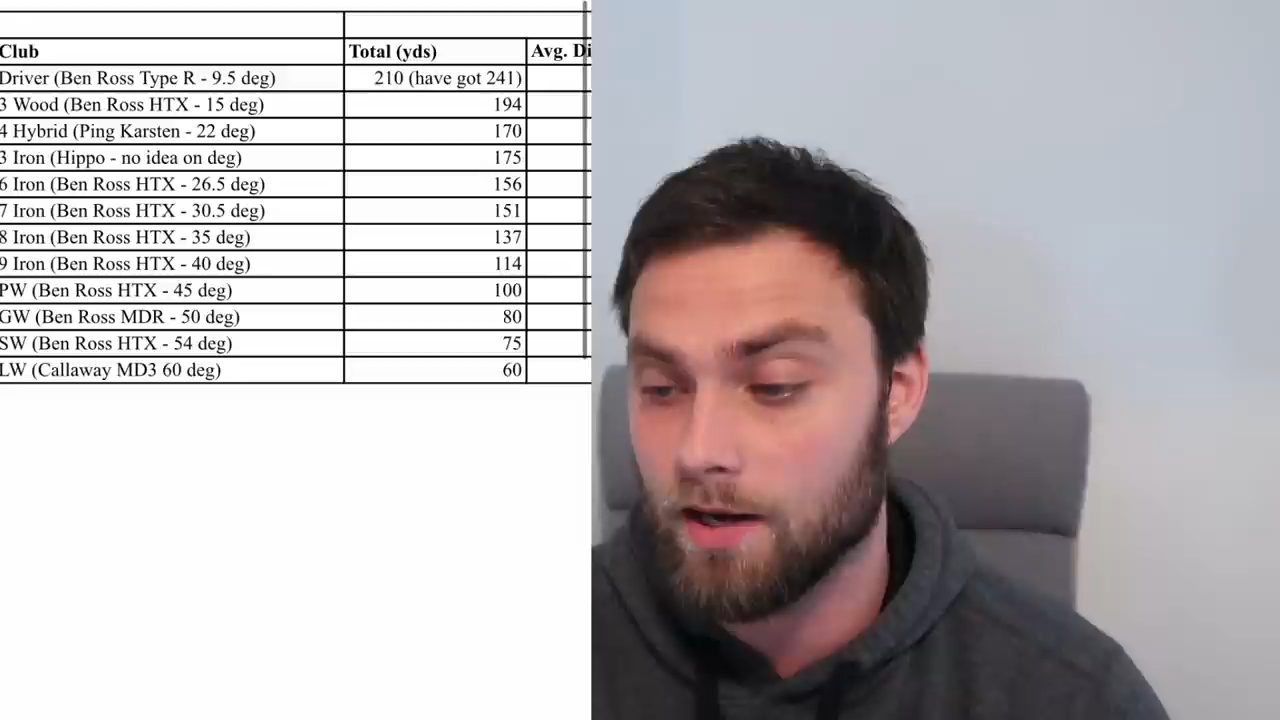 Club Total (yds) Avg. Di
Driver (Ben Ross Type R - 9.5 deg) 210 (have got 241)
3 Wood (Ben Ross HTX - 15 deg) 194
4 Hybrid (Ping Karsten - 22 deg) 170
3 Iron (Hippo - no idea on deg) 175
6 Iron (Ben Ross HTX - 26.5 deg) 156
7 Iron (Ben Ross HTX - 30.5 deg) 151
8 Iron (Ben Ross HTX - 35 deg) 137
9 Iron (Ben Ross HTX - 40 deg) 114
PW (Ben Ross HTX - 45 deg) 100
GW (Ben Ross MDR - 50 deg) 80
SW (Ben Ross HTX - 54 deg) 75
LW (Callaway MD3 60 deg) 60